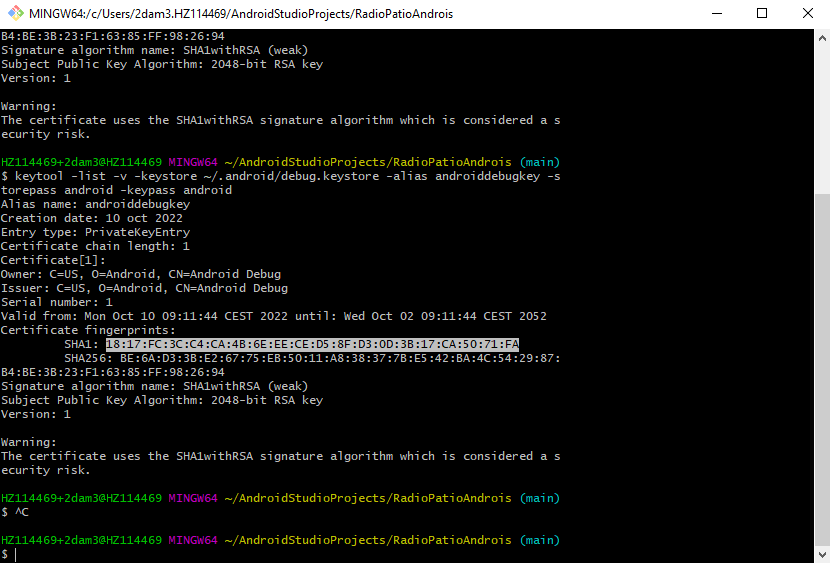 MINGW64:/c/Users/2dam3.HZ114469/AndroidStudioProjects/RadioPatioAndrois
B4:BE:3B:23:F1:63:85:FF:98:26:94
Signature algorithm name: SHA1withRSA (weak)
Subject Public Key Algorithm: 2048-bit RSA key
Version: 1
Warning:
The certificate uses the SHA1withRSA signature algorithm which is considered a s
ecurity risk.
HZ114469+2dam3@HZ114469 MINGW64 ~/AndroidStudioProjects/RadioPatioAndrois (main)
$ keytool -list -v -keystore ~/.android/debug.keystore -alias androiddebugkey -s
torepass android -keypass android
Alias name: androiddebugkey
Creation date: 10 oct 2022
Entry type: PrivateKeyEntry
Certificate chain length: 1
Certificate[1]:
Owner: C=US, O=Android, CN=Android Debug
Issuer: C=US, O=Android, CN=Android Debug
Serial number: 1
Valid from: Mon Oct 10 09:11:44 CEST 2022 until: Wed Oct 02 09:11:44 CEST 2052
Certificate fingerprints:
SHA1: 18:17:FC:3C:C4:CA:4B:6E:EE:CE:D5:8F:D3:0D:3B:17:CA:50:71:FA
SHA256: BE:6A:D3:3B:E2:67:75:EB:50:11:A8:38:37:7B:E5:42:BA:4C:54:29:87:
B4:BE:3B:23:F1:63:85:FF:98:26:94
Signature algorithm name: SHA1withRSA (weak)
Subject Public Key Algorithm: 2048-bit RSA key
Version: 1
Warning:
The certificate uses the SHA1withRSA signature algorithm which is considered a s
ecurity risk.
HZ114469+2dam3@HZ114469 MINGW64 ~/AndroidStudioProjects/RadioPatioAndrois (main)
$ ^C
HZ114469+2dam3@HZ114469 MINGW64 ~/AndroidStudioProjects/RadioPatioAndrois (main)
$